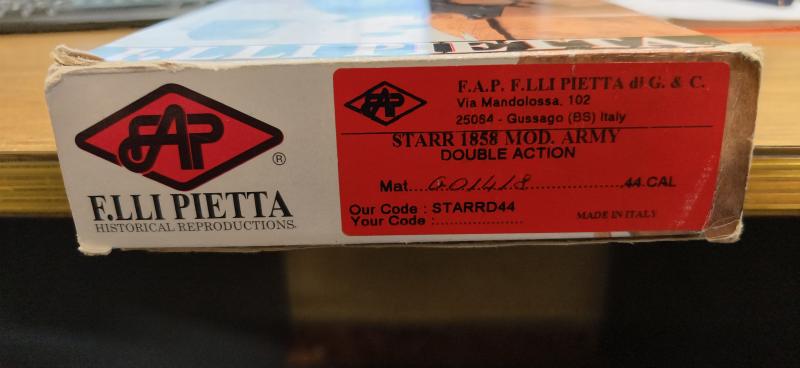 F.LLI PIETTA
FAP
®
F.LLI PIETTA
HISTORICAL REPRODUCTIONS
FAP
F.A.P. F.LLI PIETTA di G. & C.
Via Mandolossa, 102
25064 - Gussago (BS) Italy
STARR 1858 MOD. ARMY
DOUBLE ACTION
Mat....001418....................44 CAL
Our Code : STARRD44
Your Code :...................
MADE IN ITALY